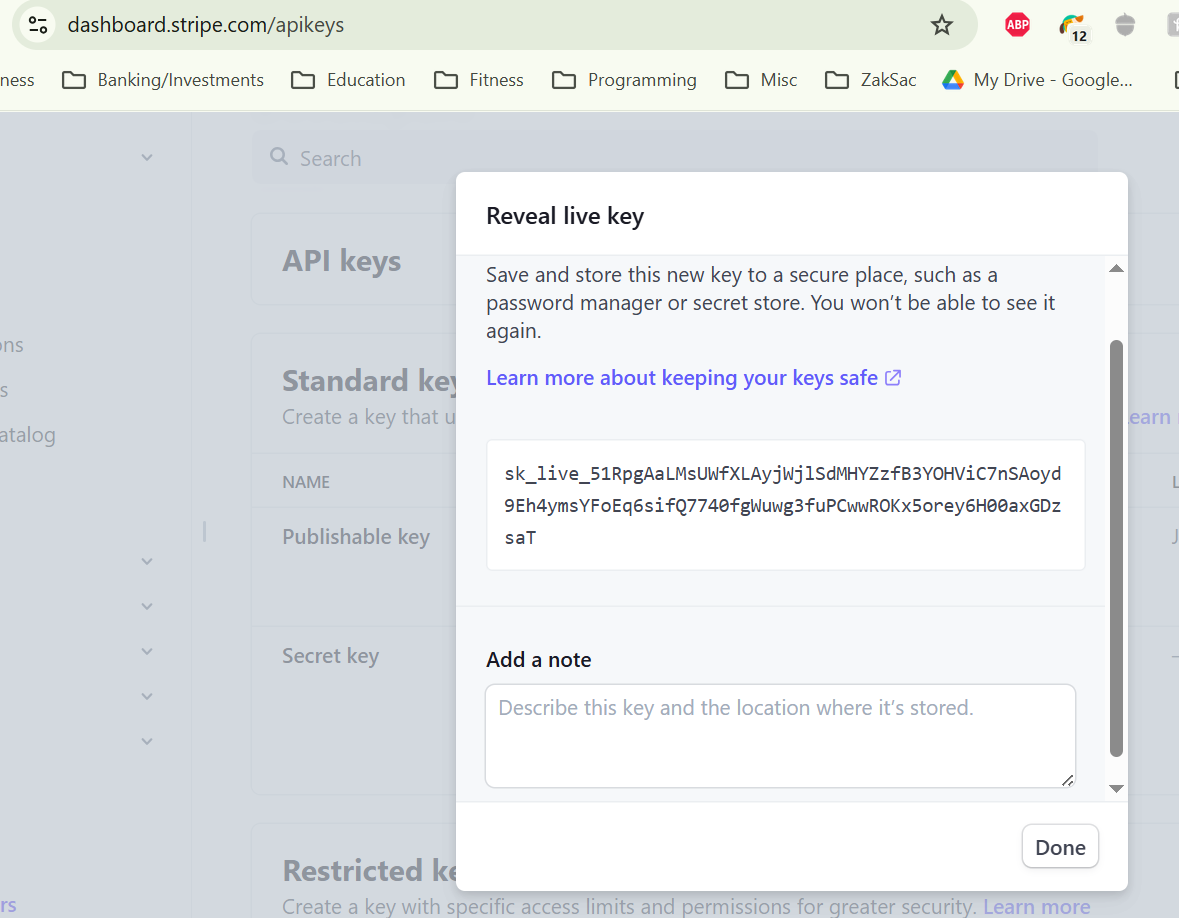 dashboard.stripe.com/apikeys
ABP
12
ness
Banking/Investments
Education
Fitness
Programming
Misc
ZakSac
My Drive - Google...
Search
Reveal live key
API keys
Save and store this new key to a secure place, such as a
password manager or secret store. You won’t be able to see it
again.
ons
s
Learn more about keeping your keys safe
Standard key
Create a key that u
earn
atalog
sk_live_51RpgAaLMsUWfXLAyjWjlSdMHYZzfB3YOHViC7nSAoyd
9Eh4ymsYFoEq6sifQ7740fgWuwg3fuPCwwROKx5orey6H00axGDz
saT
NAME
Publishable key
Secret key
Add a note
Describe this key and the location where it’s stored.
Done
Restricted ke
rs
Create a key with specific access limits and permissions for greater security. Learn more